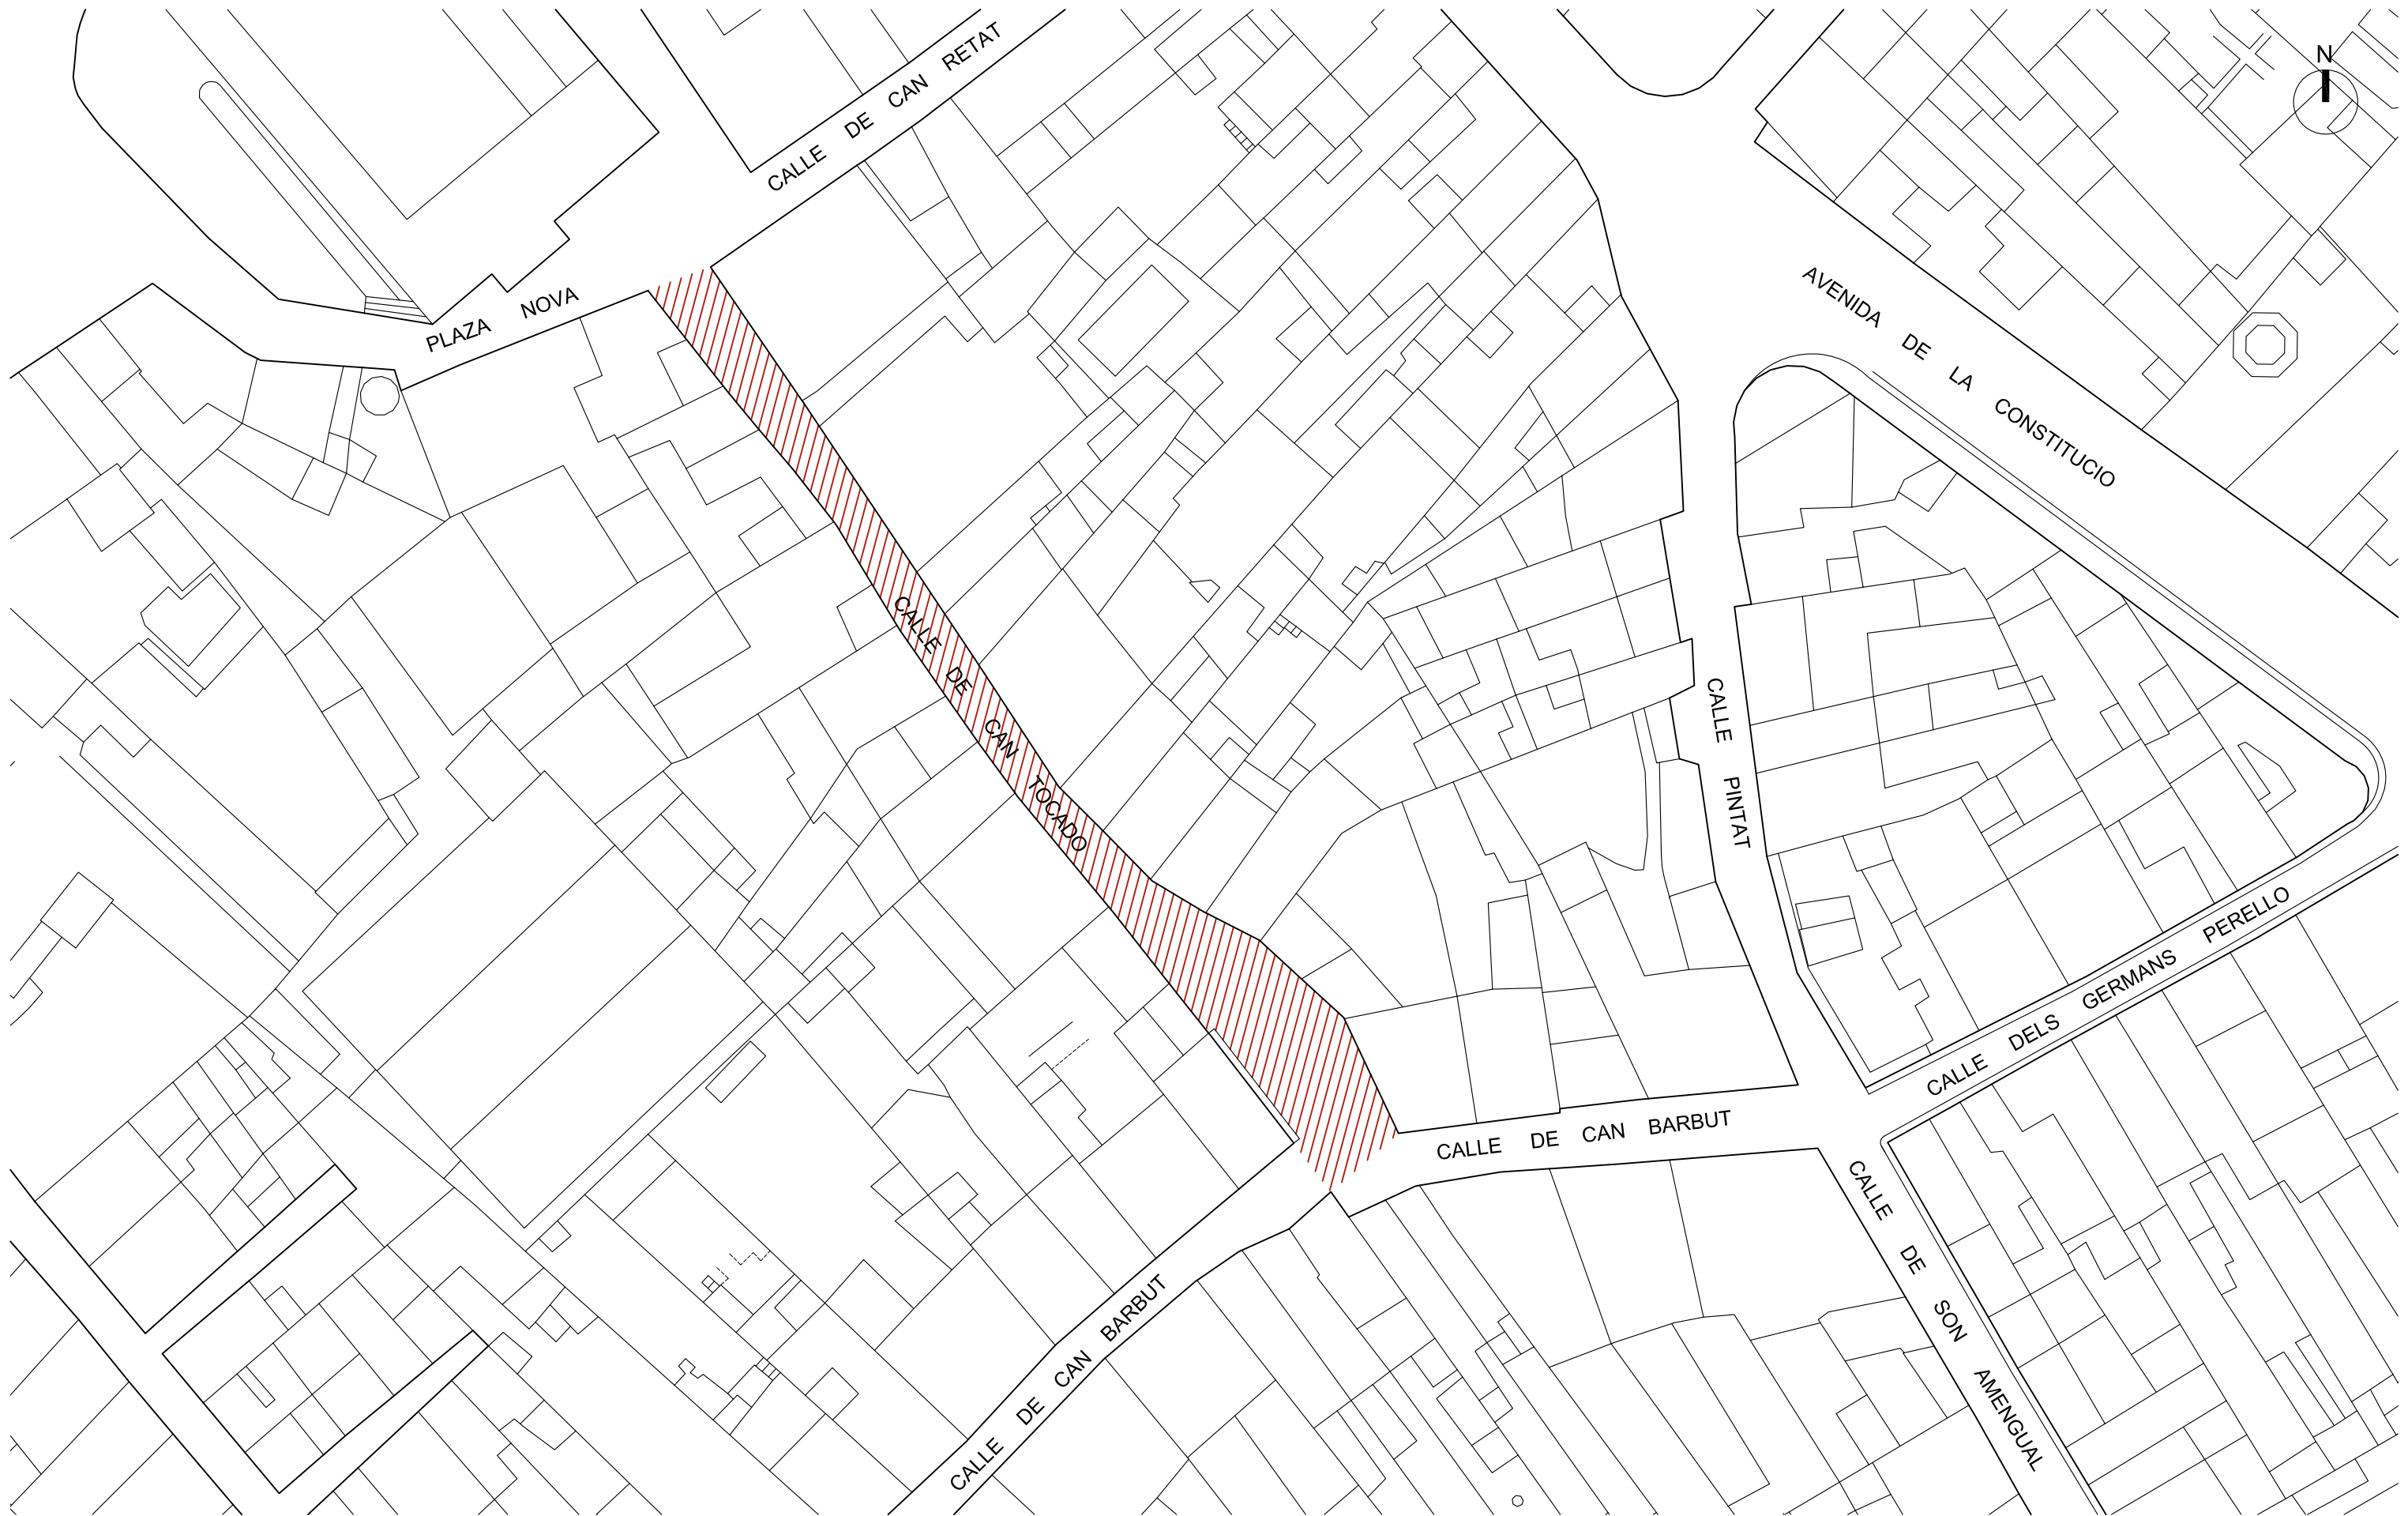 CALLE DE CAN RETAT
N
PLAZA NOVA
AVENIDA DE LA CONSTITUCIO
CALLE DE CAN TOCADO
CALLE PINTAT
CALLE DELS GERMANS PERELLO
CALLE DE CAN BARBUT
CALLE DE SON AMENGUAL
CALLE DE CAN BARBUT